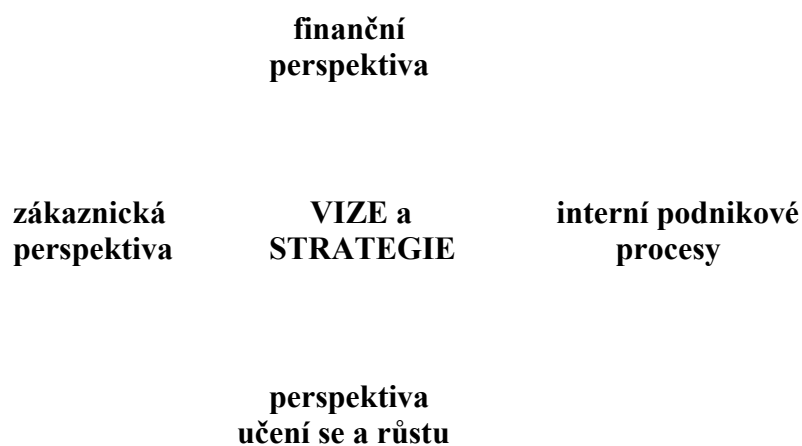 finanční
perspektiva
zákaznická
perspektiva
VIZE a
STRATEGIE
interní podnikové
procesy
perspektiva
učení se a růstu